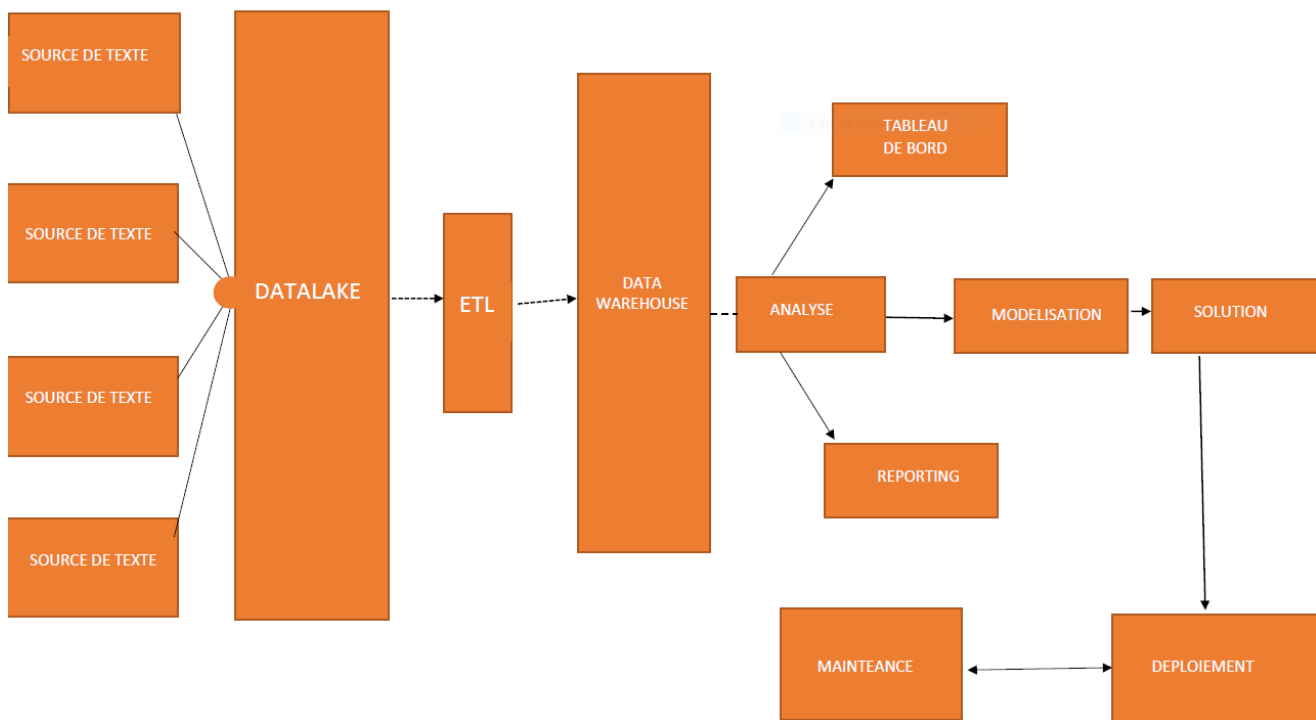 SOURCE DE TEXTE
SOURCE DE TEXTE
SOURCE DE TEXTE
SOURCE DE TEXTE
DATALAKE
ETL
DATA
WAREHOUSE
ANALYSE
TABLEAU
DE BORD
REPORTING
MODELISATION
SOLUTION
DEPLOIEMENT
MAINTEANCE